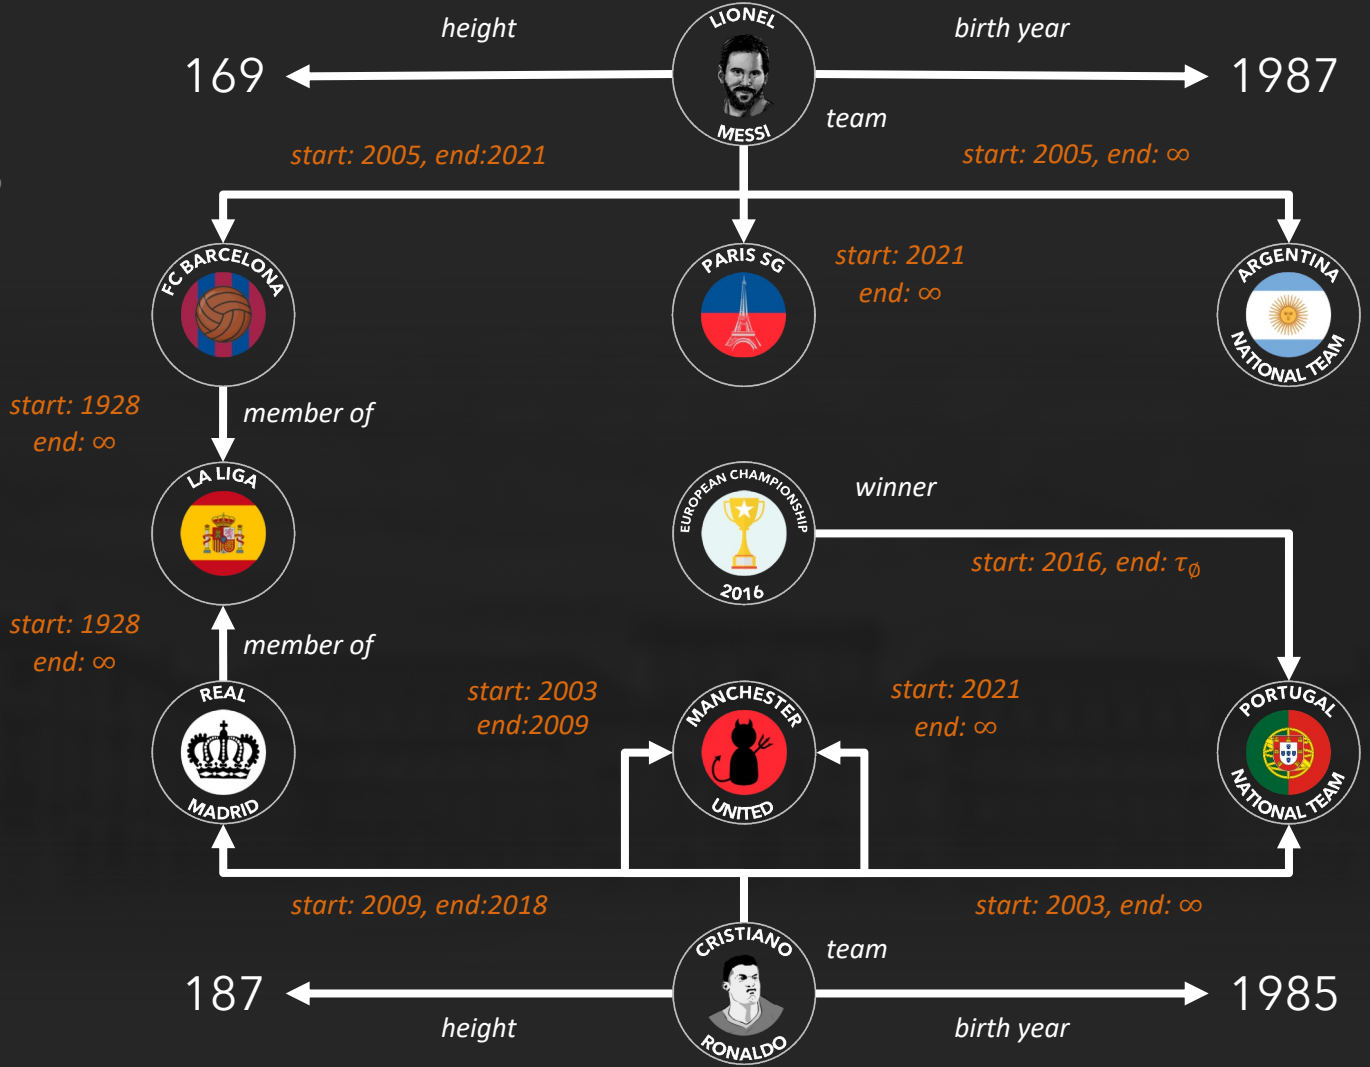 LIONEL
MESSI
height
birth year
169
1987
team
start: 2005, end:2021
start: 2005, end: ∞
FC BARCELONA
PARIS SG
start: 2021
end: ∞
ARGENTINA
NATIONAL TEAM
start: 1928
end: ∞
member of
LA LIGA
EUROPEAN CHAMPIONSHIP
2016
winner
start: 2016, end: τ∅
start: 1928
end: ∞
member of
REAL
MADRID
start: 2003
end:2009
MANCHESTER
UNITED
start: 2021
end: ∞
PORTUGAL
NATIONAL TEAM
start: 2009, end:2018
start: 2003, end: ∞
CRISTIANO
RONALDO
team
187
1985
height
birth year